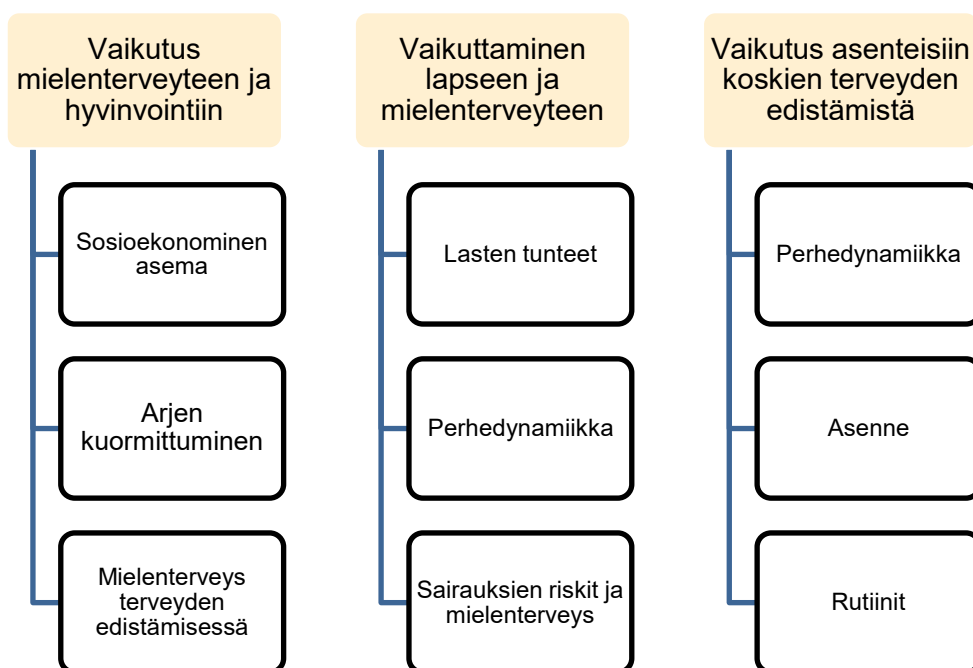 Vaikutus
mielenterveyteen ja
hyvinvointiin
Sosioekonominen
asema
Arjen
kuormittuminen
Mielenterveys
terveyden
edistämisessä
Vaikuttaminen
lapseen ja
mielenterveyteen
Lasten tunteet
Perhedynamiikka
Sairauksien riskit ja
mielenterveys
Vaikutus asenteisiin
koskien terveyden
edistämistä
Perhedynamiikka
Asenne
Rutiinit